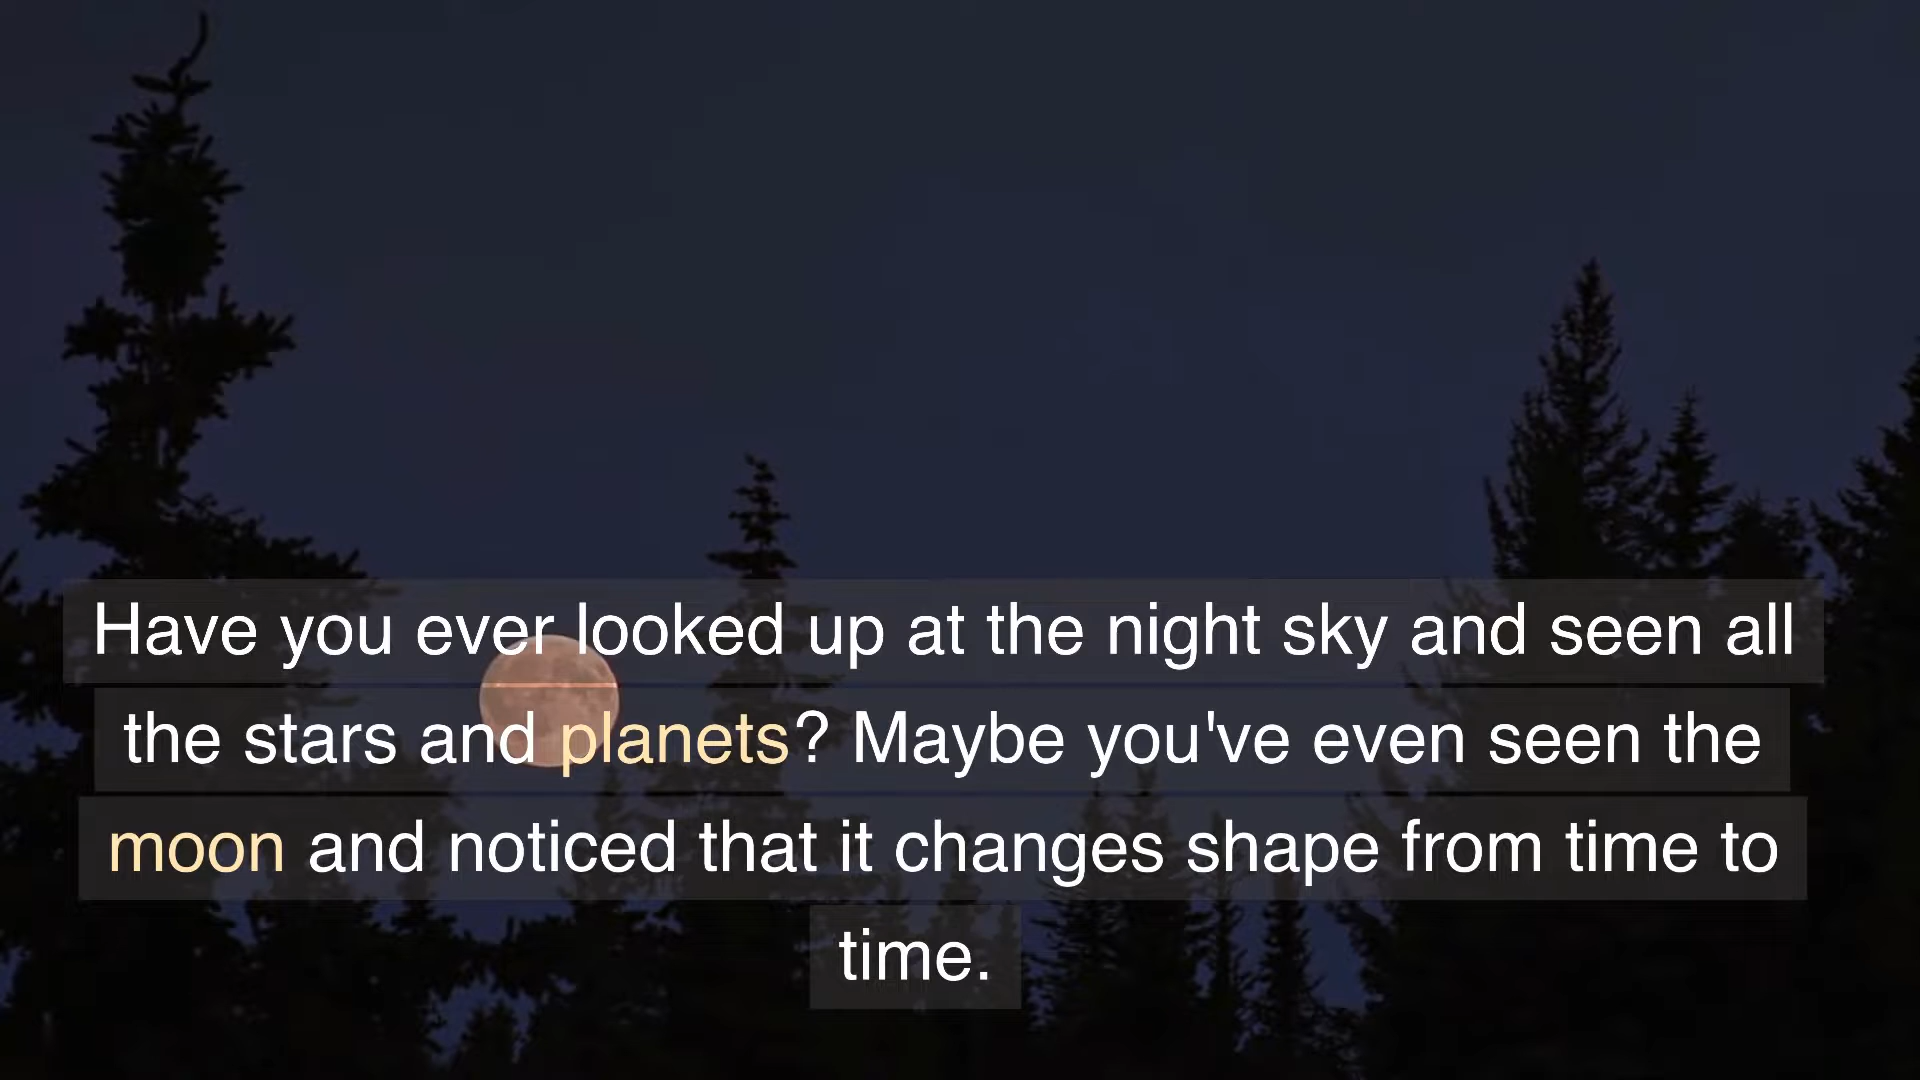 Have you ever looked up at the night sky and seen all
the stars and planets? Maybe you've even seen the
moon and noticed that it changes shape from time to
time.